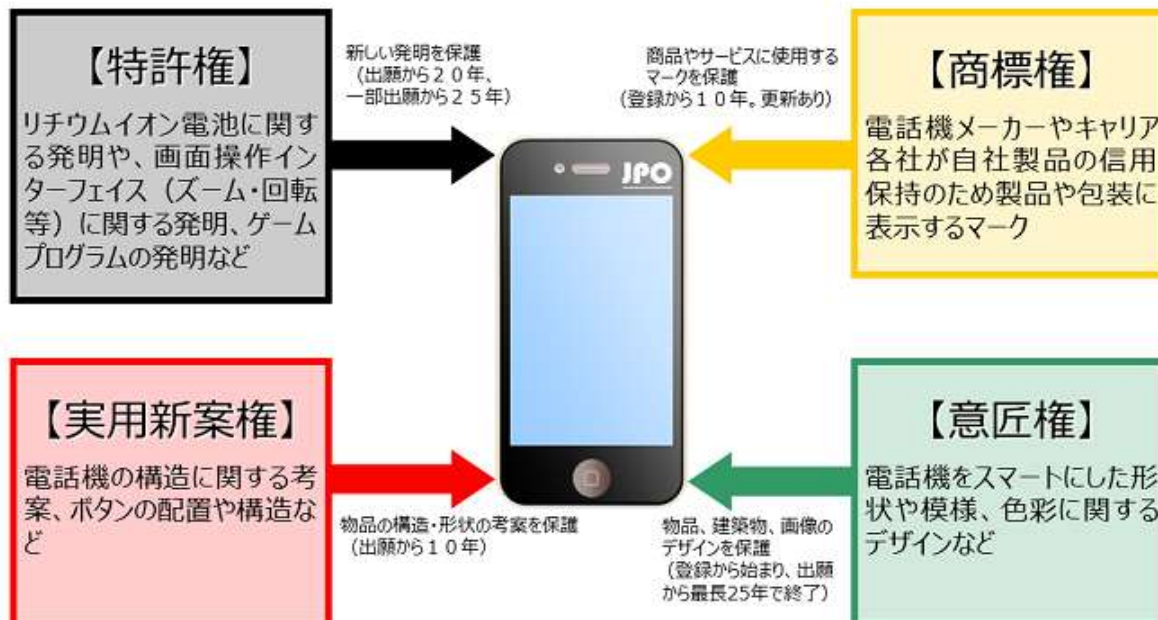 【特許権】
リチウムイオン電池に関す
る発明や、画面操作イン
ターフェイス（ズーム・回転
等）に関する発明、ゲーム
プログラムの発明など
新しい発明を保護
（出願から２０年、
一部出願から２５年）
商品やサービスに使用する
マークを保護
（登録から１０年。更新あり）
【商標権】
電話機メーカーやキャリア
各社が自社製品の信用
保持のため製品や包装に
表示するマーク
JPO
【実用新案権】
電話機の構造に関する考
案、ボタンの配置や構造な
ど
物品の構造・形状の考案を保護
（出願から１０年）
物品、建築物、画像の
デザインを保護
（登録から始まり、出願
から最長25年で終了）
【意匠権】
電話機をスマートにした形
状や模様、色彩に関する
デザインなど